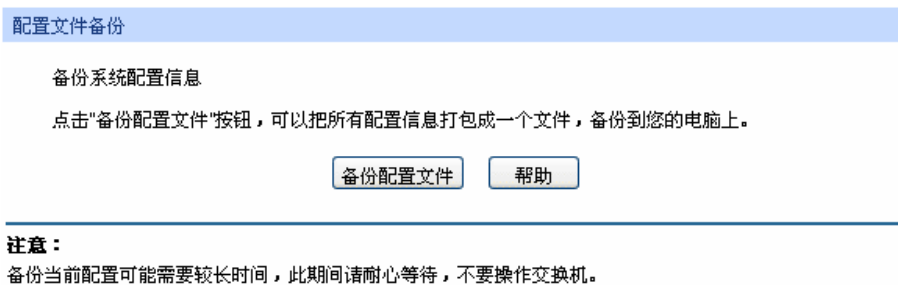 配置文件备份
备份系统配置信息
点击"备份配置文件"按钮，可以把所有配置信息打包成一个文件，备份到您的电脑上。
备份配置文件 帮助
注意：
备份当前配置可能需要较长时间，此期间请耐心等待，不要操作交换机。